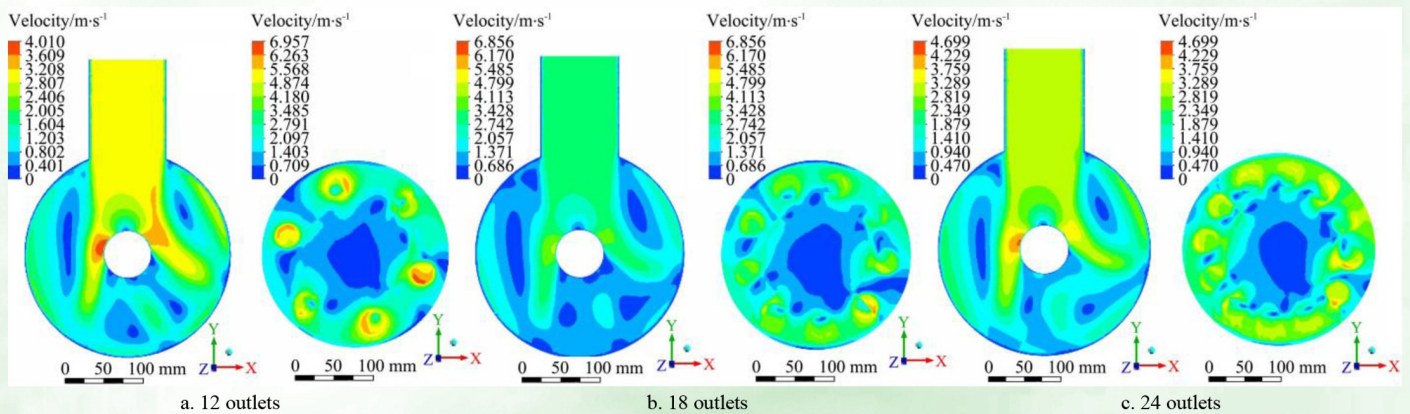 Velocity/m·s⁻¹
4.010
3.609
3.208
2.807
2.406
2.005
1.604
1.203
0.802
0.401
0
0 50 100 mm
Y
Z X
Velocity/m·s⁻¹
6.957
6.263
5.568
4.874
4.180
3.485
2.791
2.097
1.403
0.709
0
0 50 100 mm
Y
Z X
a. 12 outlets
Velocity/m·s⁻¹
6.856
6.170
5.485
4.799
4.113
3.428
2.742
2.057
1.371
0.686
0
0 50 100 mm
Y
Z X
Velocity/m·s⁻¹
6.856
6.170
5.485
4.799
4.113
3.428
2.742
2.057
1.371
0.686
0
0 50 100 mm
Y
Z X
b. 18 outlets
Velocity/m·s⁻¹
4.699
4.229
3.759
3.289
2.819
2.349
1.879
1.410
0.940
0.470
0
0 50 100 mm
Y
Z X
Velocity/m·s⁻¹
4.699
4.229
3.759
3.289
2.819
2.349
1.879
1.410
0.940
0.470
0
0 50 100 mm
Y
Z X
c. 24 outlets